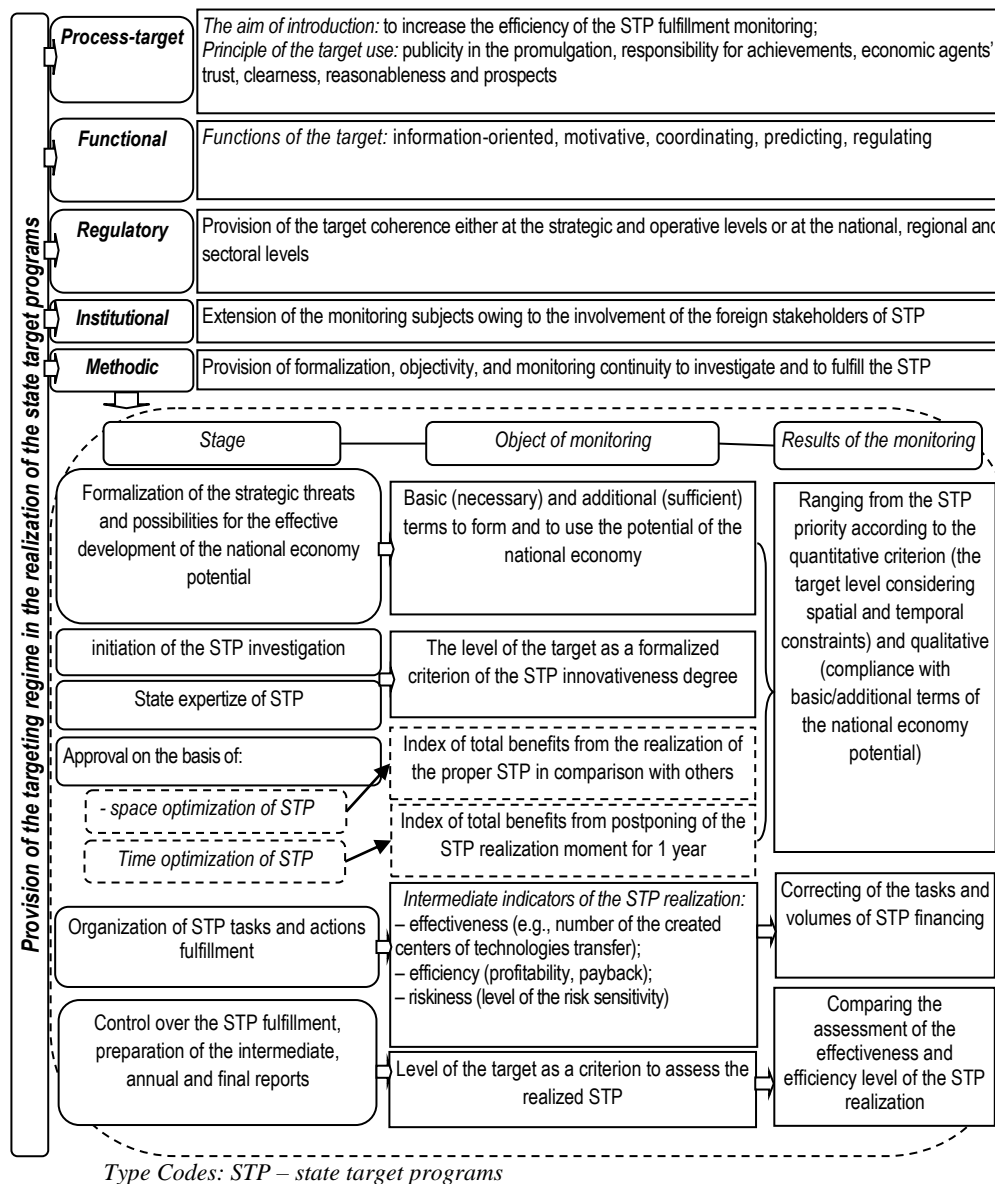 Provision of the targeting regime in the realization of the state target programs
Process-target
The aim of introduction: to increase the efficiency of the STP fulfillment monitoring;
Principle of the target use: publicity in the promulgation, responsibility for achievements, economic agents'
trust, clearness, reasonableness and prospects
Functional
Functions of the target: information-oriented, motivative, coordinating, predicting, regulating
Regulatory
Provision of the target coherence either at the strategic and operative levels or at the national, regional and
sectoral levels
Institutional
Extension of the monitoring subjects owing to the involvement of the foreign stakeholders of STP
Methodic
Provision of formalization, objectivity, and monitoring continuity to investigate and to fulfill the STP
Stage
Object of monitoring
Results of the monitoring
Formalization of the strategic threats
and possibilities for the effective
development of the national economy
potential
Basic (necessary) and additional (sufficient)
terms to form and to use the potential of the
national economy
Ranging from the STP
priority according to the
quantitative criterion (the
target level considering
spatial and temporal
constraints) and qualitative
(compliance with
basic/additional terms of
the national economy
potential)
initiation of the STP investigation
State expertize of STP
The level of the target as a formalized
criterion of the STP innovativeness degree
Approval on the basis of:
- space optimization of STP
Time optimization of STP
Index of total benefits from the realization of
the proper STP in comparison with others
Index of total benefits from postponing of the
STP realization moment for 1 year
Organization of STP tasks and actions
fulfillment
Intermediate indicators of the STP realization:
– effectiveness (e.g., number of the created
centers of technologies transfer);
– efficiency (profitability, payback);
– riskiness (level of the risk sensitivity)
Correcting of the tasks and
volumes of STP financing
Control over the STP fulfillment,
preparation of the intermediate,
annual and final reports
Level of the target as a criterion to assess the
realized STP
Comparing the
assessment of the
effectiveness and
efficiency level of the STP
realization
Type Codes: STP – state target programs